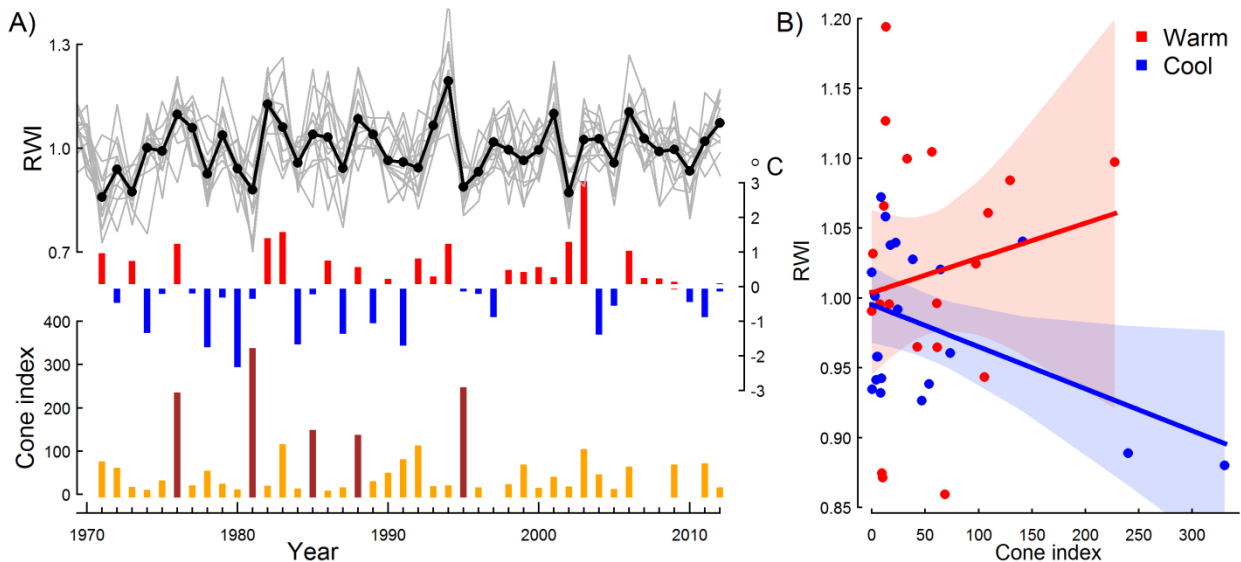 A)
RWI
1.3
1.0
0.7
°C
3
2
1
0
-1
-2
-3
Cone index
400
300
200
100
0
1970 1980 1990 2000 2010
Year
B)
Warm
Cool
RWI
1.20
1.15
1.10
1.05
1.00
0.95
0.90
0.85
0 50 100 150 200 250 300
Cone index